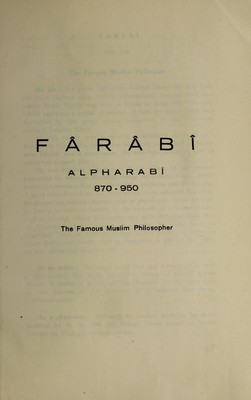 FÂRÂBÎ
ALPHARABÎ
870 - 950
The Famous Muslim Philosopher